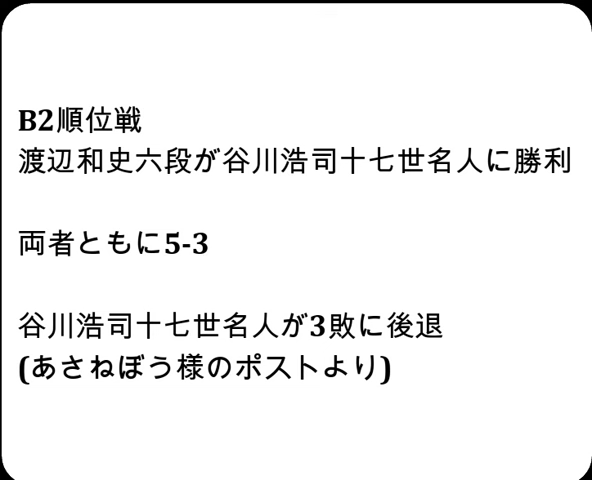 B2順位戦
渡辺和史六段が谷川浩司十七世名人に勝利
両者ともに5-3
谷川浩司十七世名人が3敗に後退
(あさねぼう様のポストより)